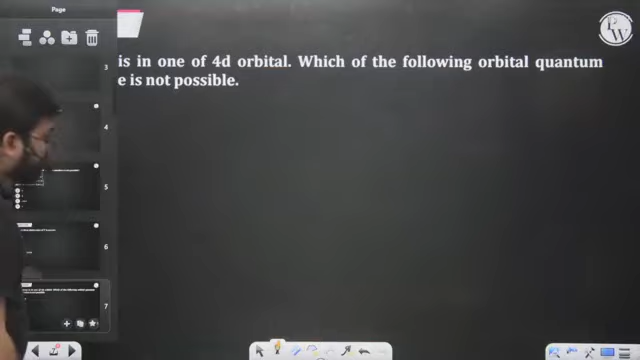 Page
P
W
is in one of 4d orbital. Which of the following orbital quantum
e is not possible.
3
4
5
6
7